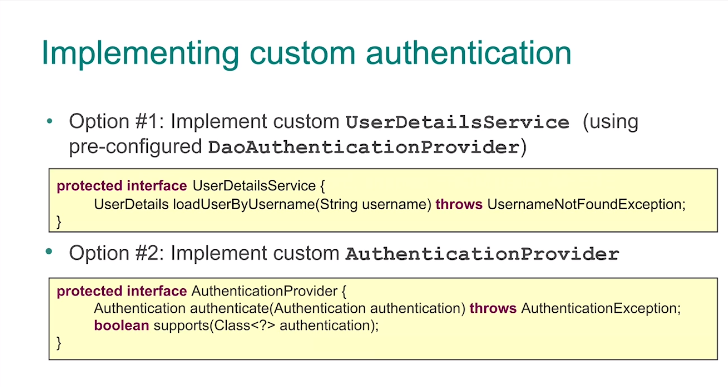 Implementing custom authentication
• Option #1: Implement custom UserDetailsService (using
pre-configured DaoAuthenticationProvider)
protected interface UserDetailsService {
UserDetails loadUserByUsername(String username) throws UsernameNotFoundException;
}
• Option #2: Implement custom AuthenticationProvider
protected interface AuthenticationProvider {
Authentication authenticate(Authentication authentication) throws AuthenticationException;
boolean supports(Class<?> authentication);
}